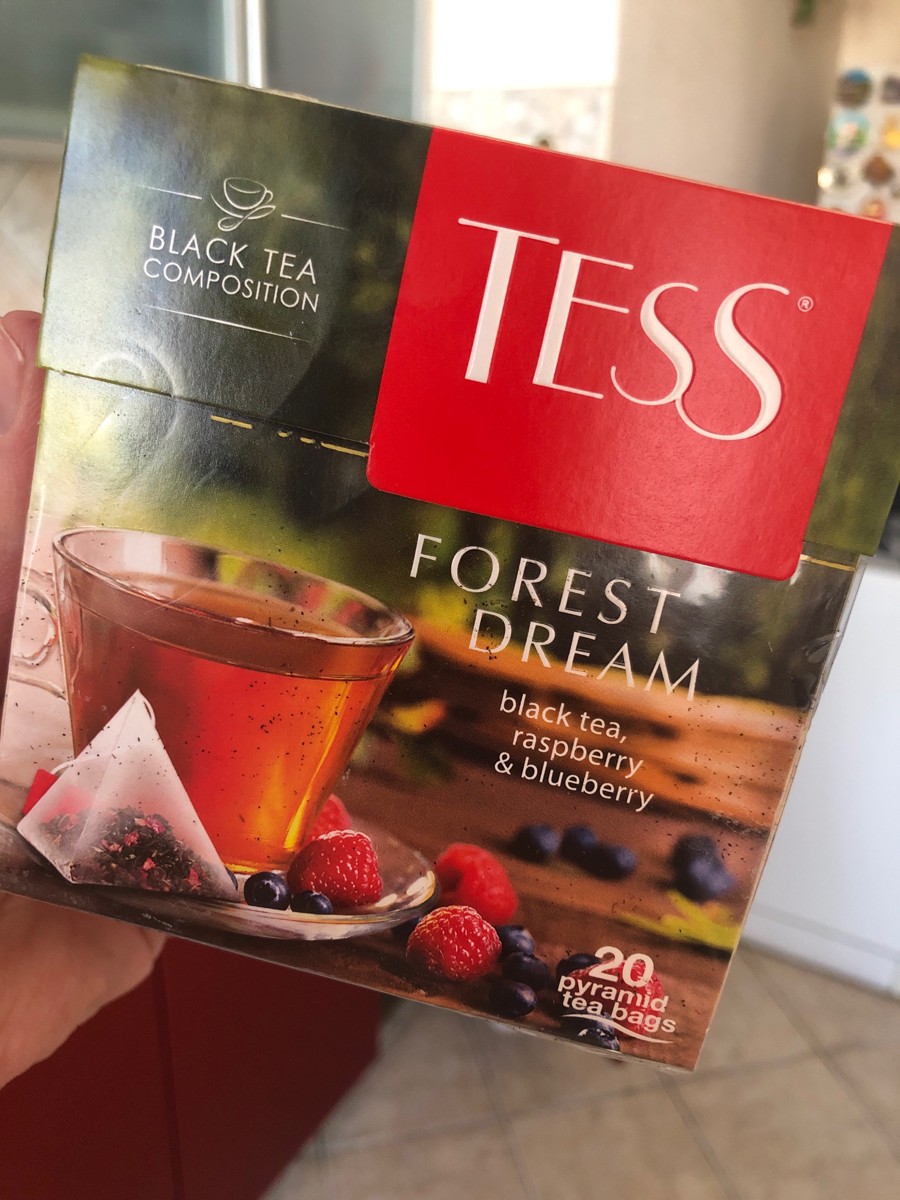 BLACK TEA
COMPOSITION
TESS®
FOREST
DREAM
black tea,
raspberry
& blueberry
20
pyramid
tea bags